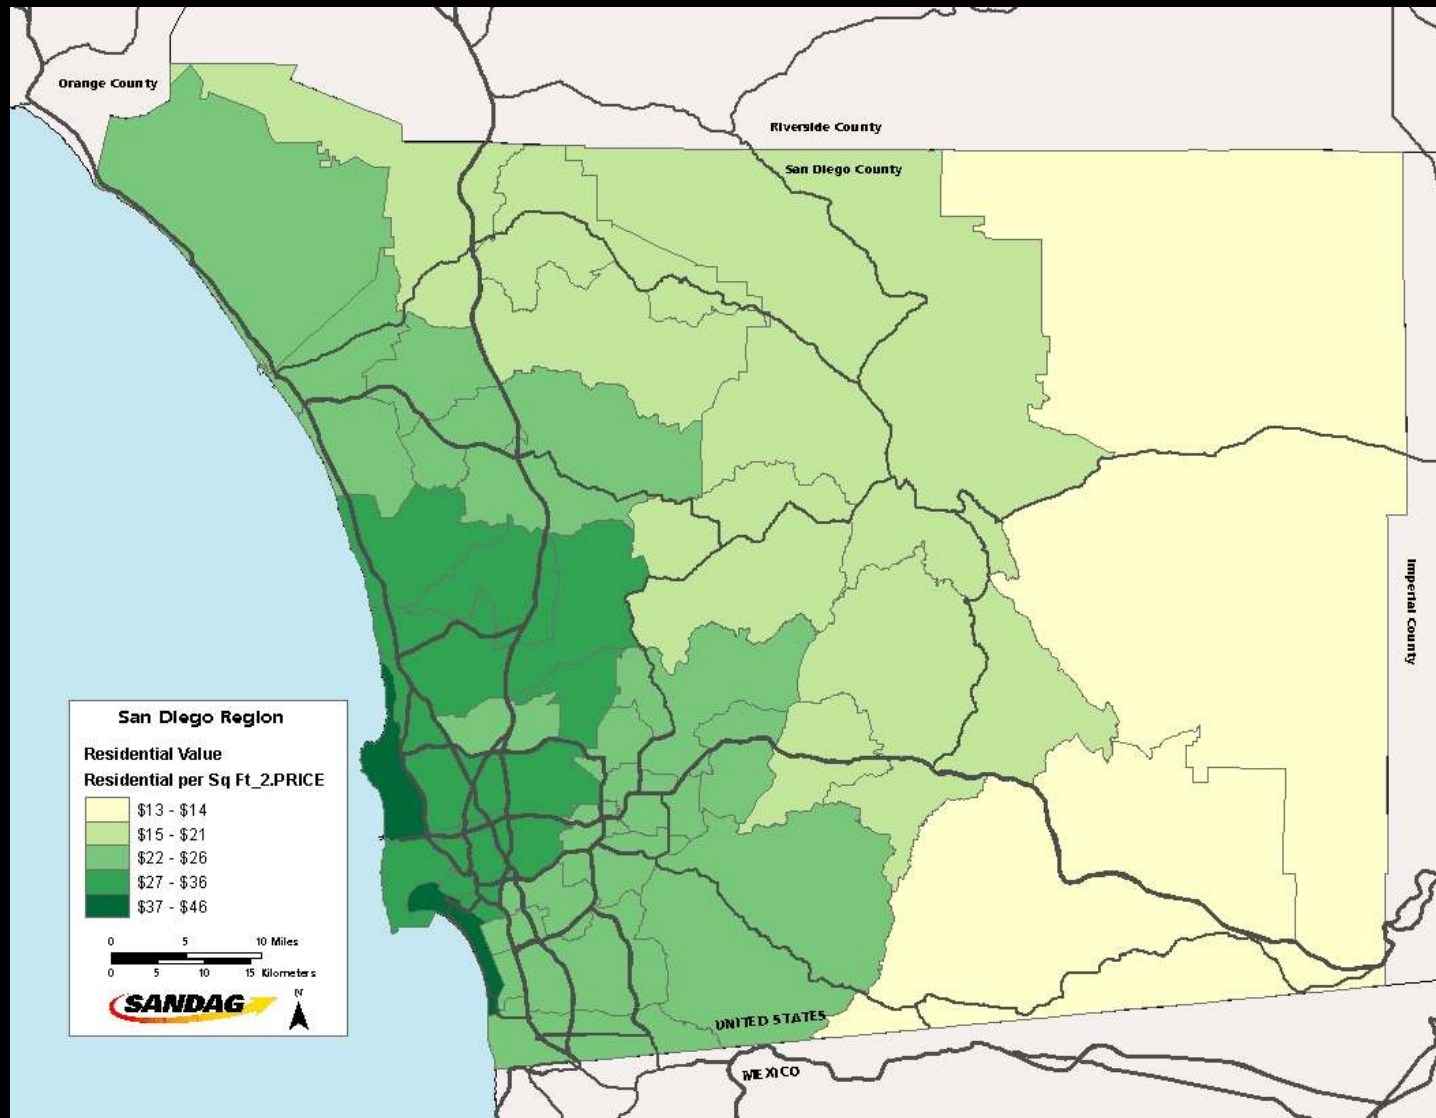 Orange County
Riverside County
San Diego County
Imperial County
San Diego Region
Residential Value
Residential per Sq Ft_2.PRICE
$13 - $14
$15 - $21
$22 - $26
$27 - $36
$37 - $46
0 5 10 Miles
0 5 10 15 Kilometers
SANDAG
N
UNITED STATES
MEXICO